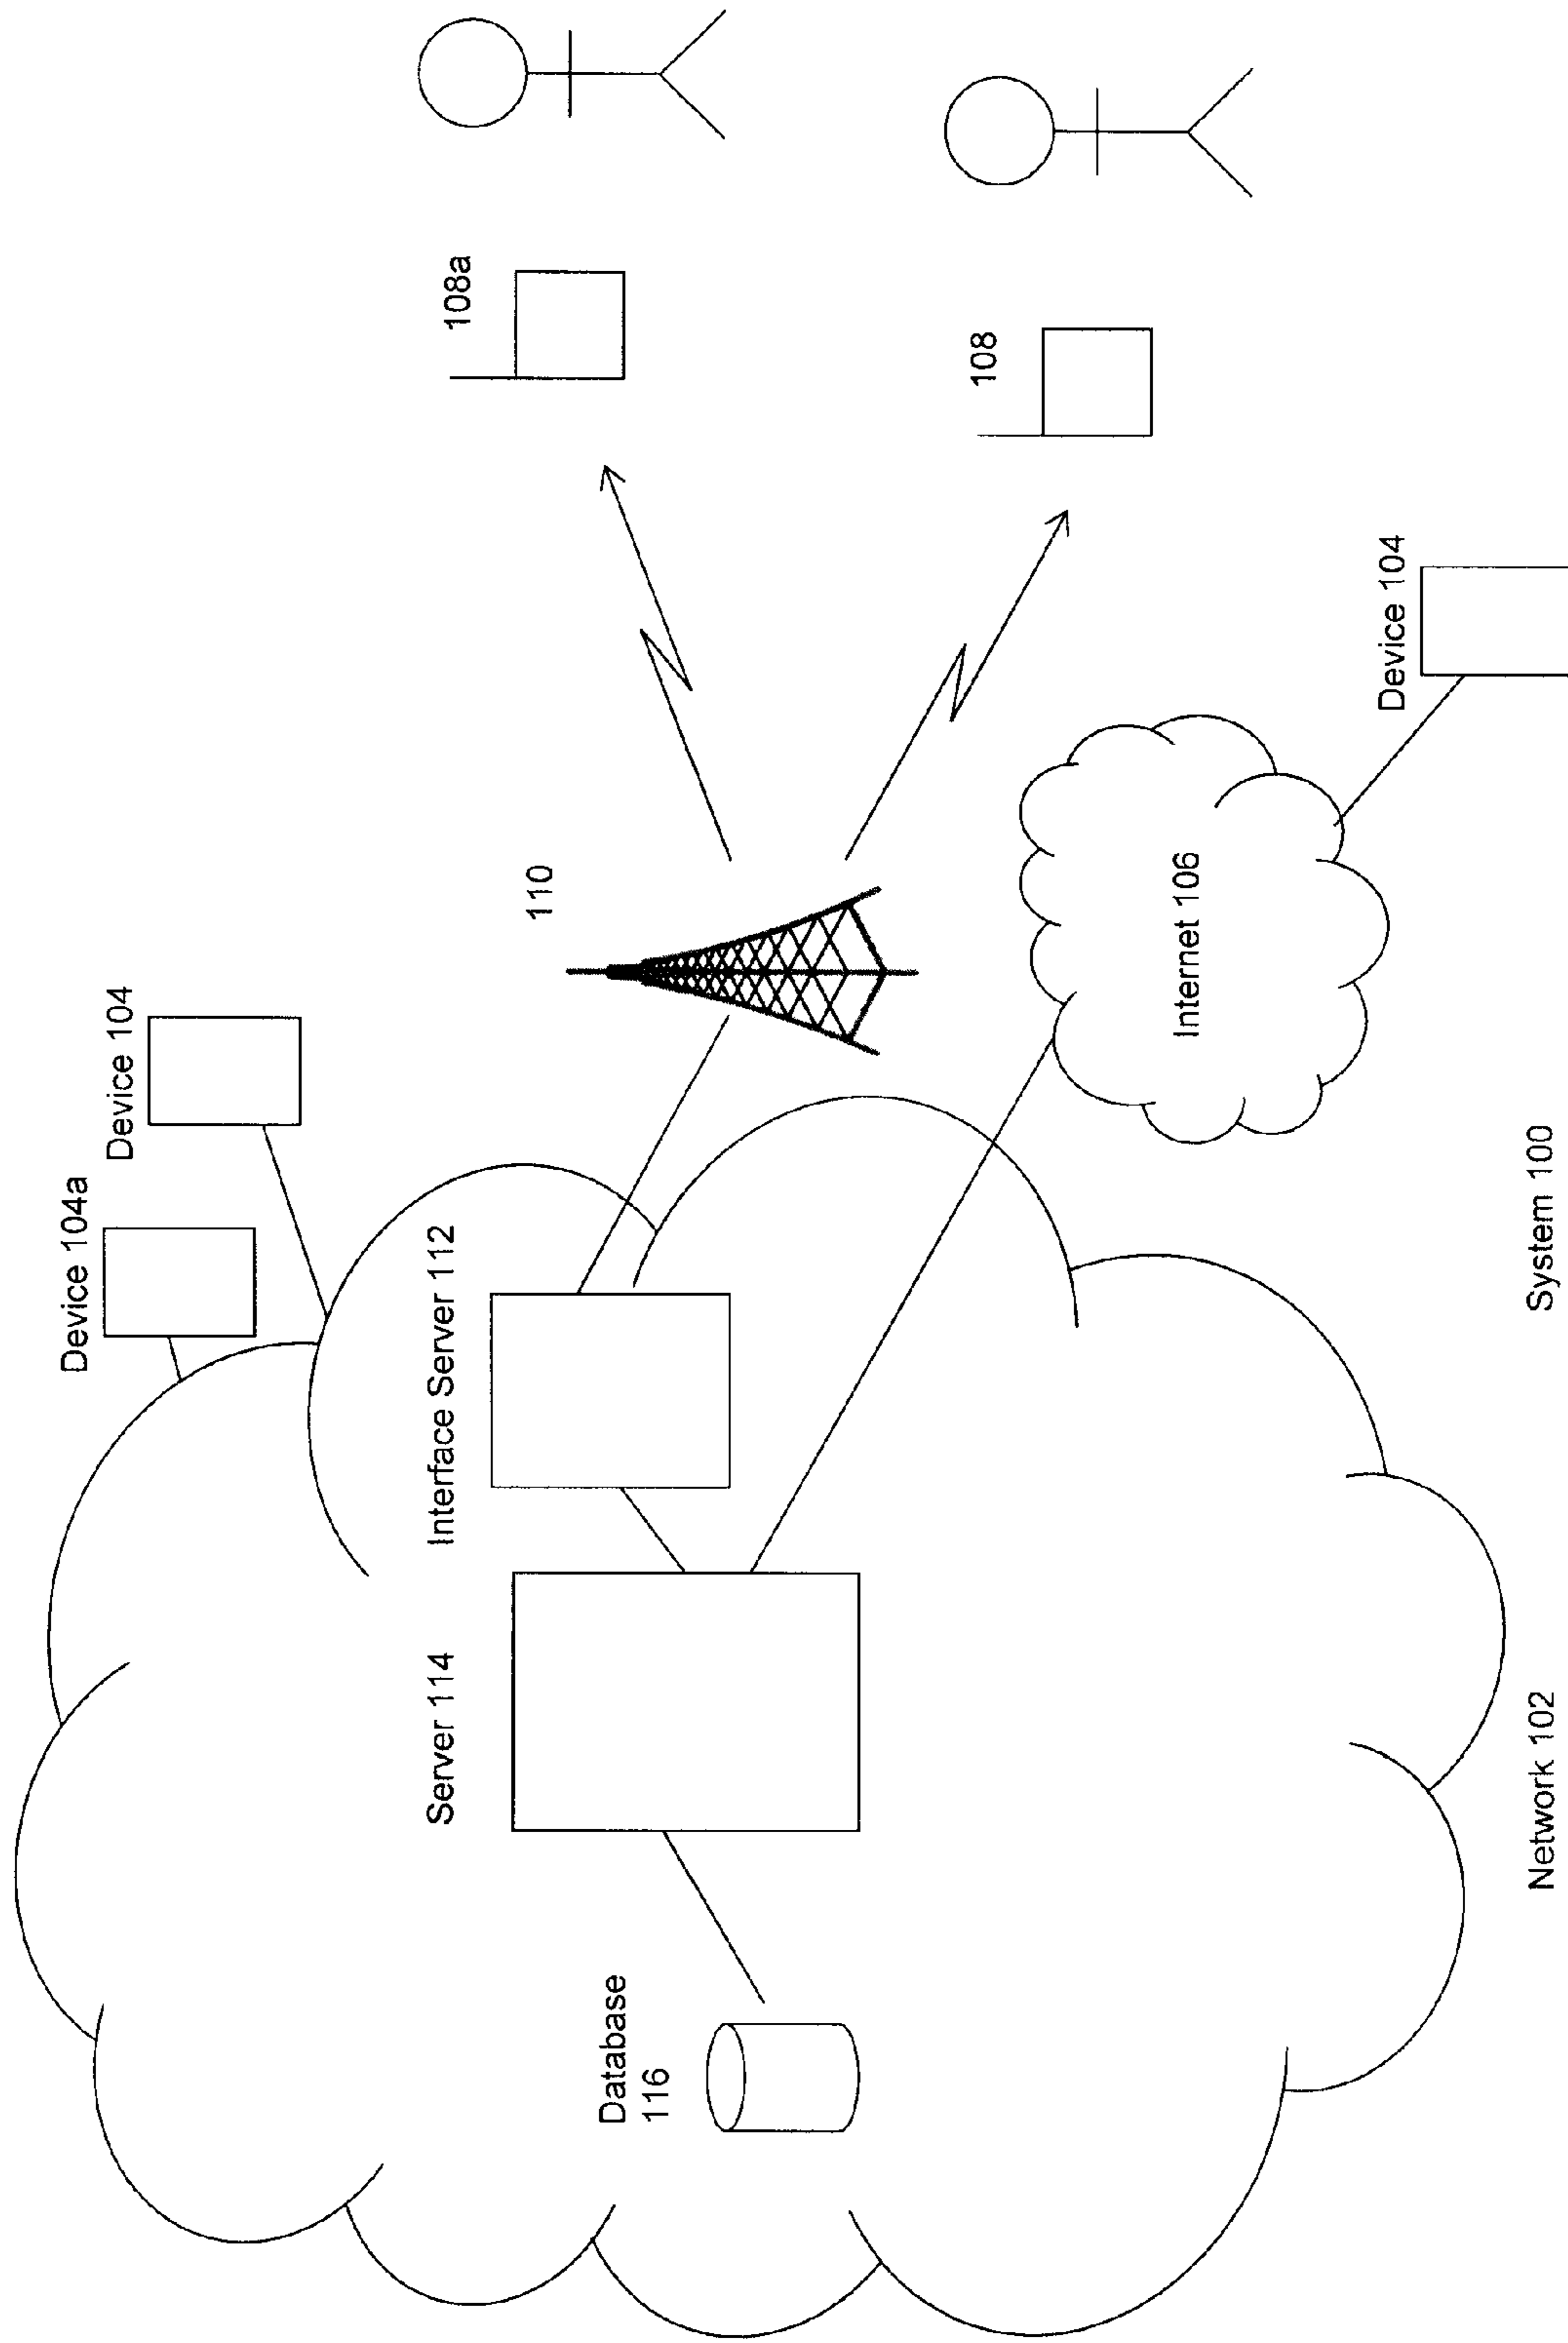 Device 104a
Device 104
108a
110
Interface Server 112
Server 114
Database
116
108
Internet 106
Device 104
Network 102
System 100